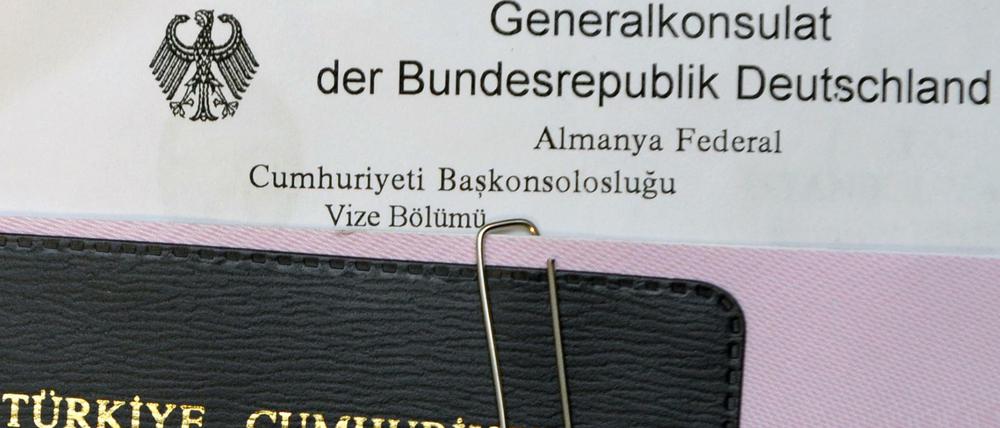 Generalkonsulat
der Bundesrepublik Deutschland
Almanya Federal
Cumhuriyeti Başkonsolosluğu
Vize Bölümü
TÜRKİYE